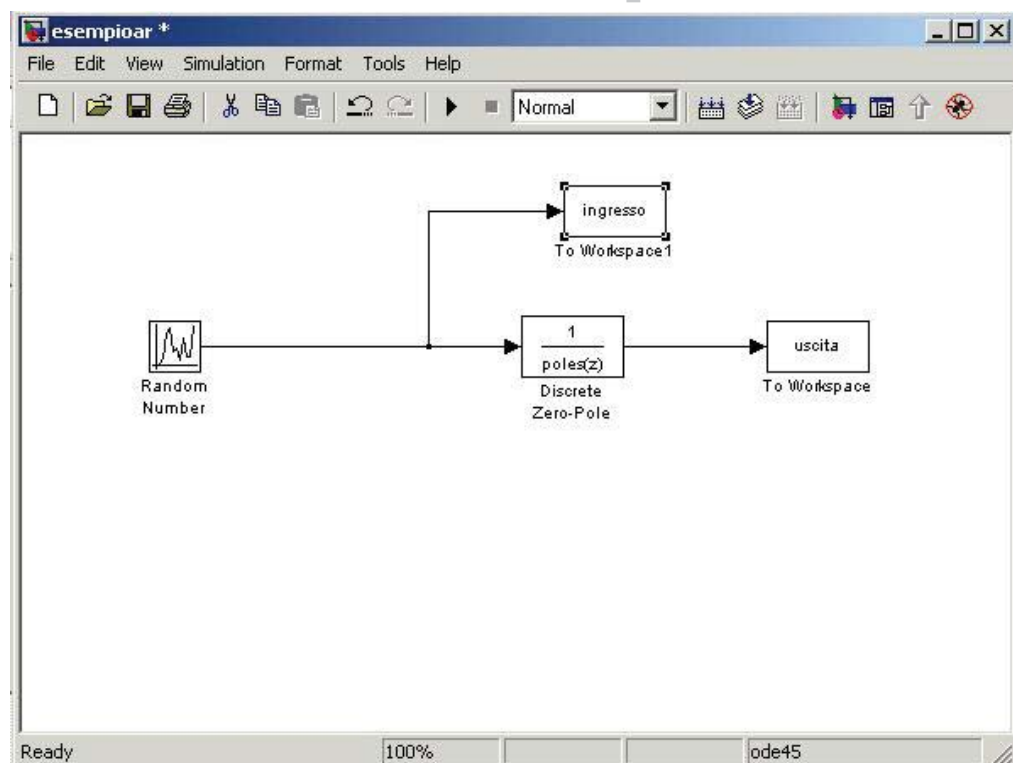 esempioar *
File Edit View Simulation Format Tools Help
Normal
ingresso
To Workspace1
1
poles(z)
uscita
Random
Number
Discrete
Zero-Pole
To Workspace
Ready 100% ode45